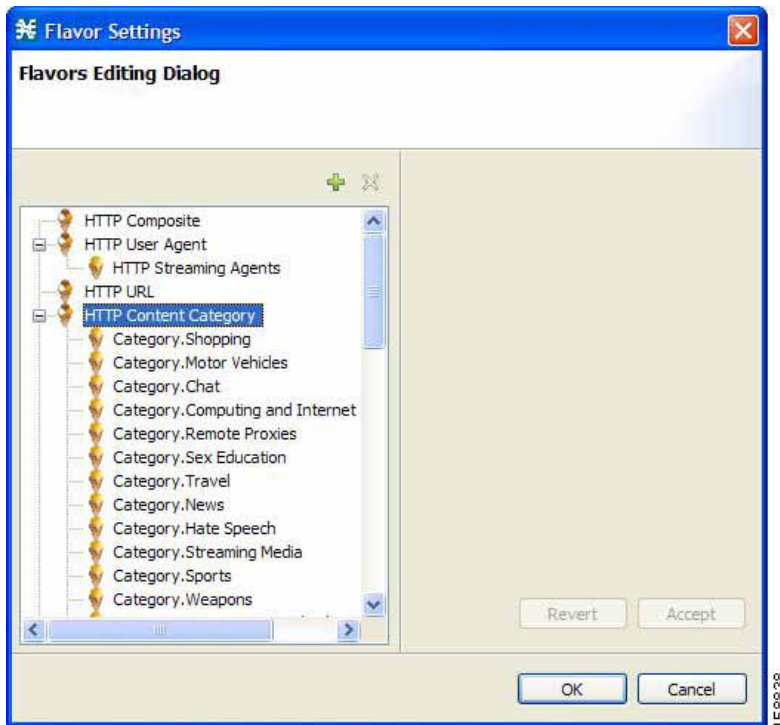 Flavor Settings
Flavors Editing Dialog
HTTP Composite
HTTP User Agent
HTTP Streaming Agents
HTTP URL
HTTP Content Category
Category.Shopping
Category.Motor Vehicles
Category.Chat
Category.Computing and Internet
Category.Remote Proxies
Category.Sex Education
Category.Travel
Category.News
Category.Hate Speech
Category.Streaming Media
Category.Sports
Category.Weapons
Revert Accept
OK Cancel